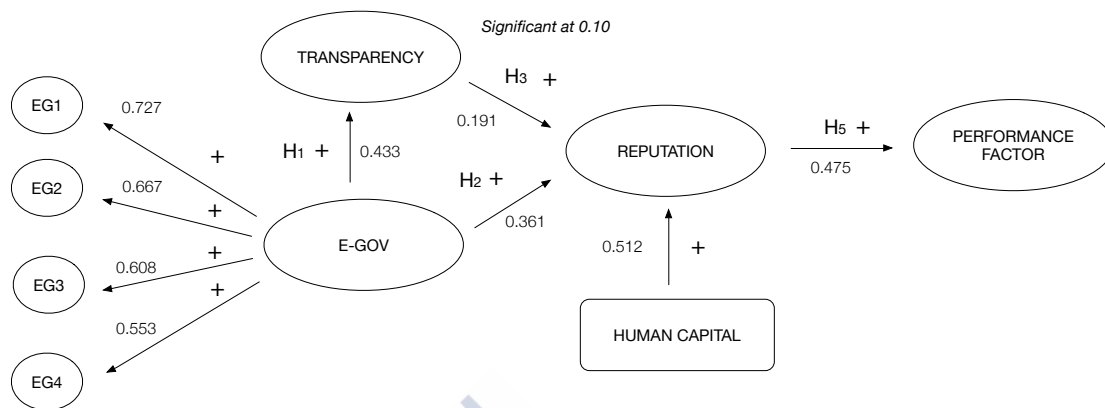 Significant at 0.10
TRANSPARENCY
H3 +
0.191
EG1
0.727
+
H1 +
0.433
REPUTATION
H5 +
0.475
PERFORMANCE
FACTOR
EG2
0.667
+
H2 +
0.361
E-GOV
+
0.512
+
EG3
0.608
+
0.553
HUMAN CAPITAL
EG4